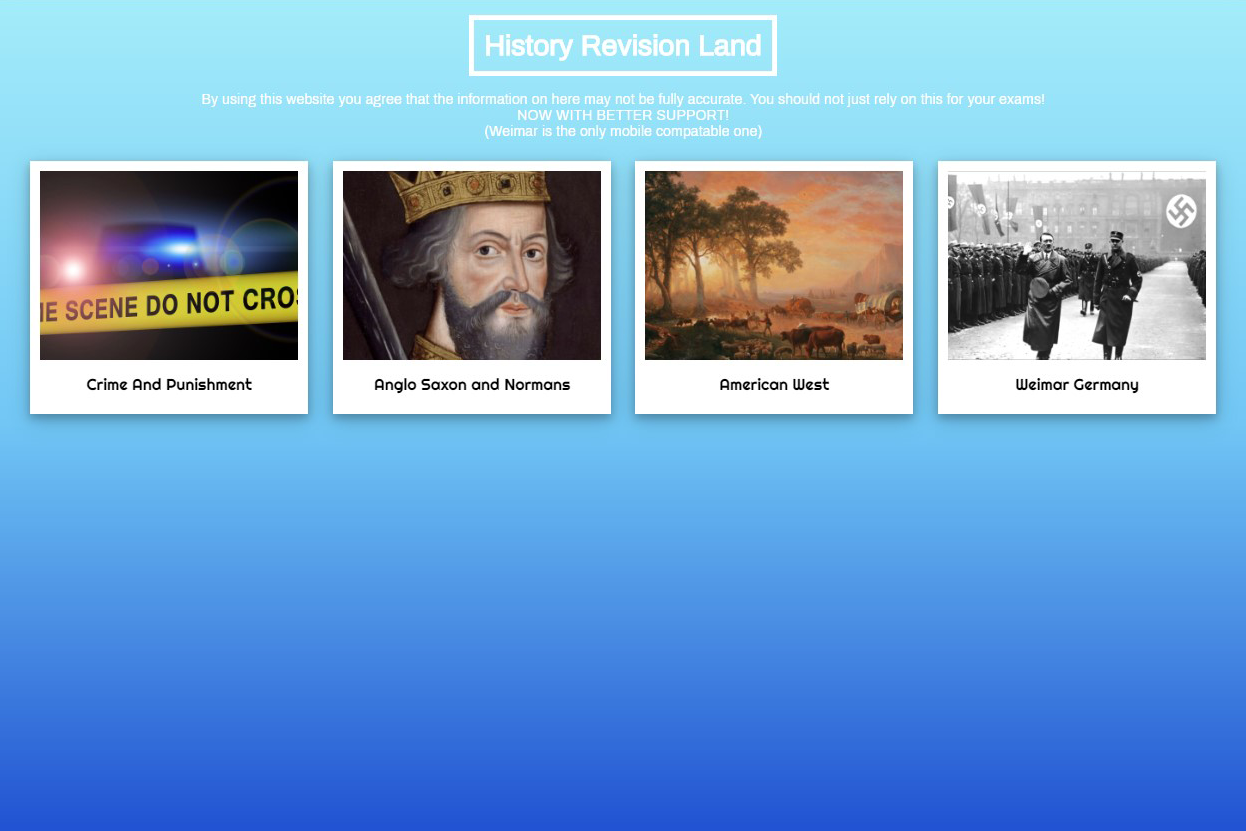 History Revision Land
By using this website you agree that the information on here may not be fully accurate. You should not just rely on this for your exams!
NOW WITH BETTER SUPPORT!
(Weimar is the only mobile compatable one)
SCENE DO NOT
Crime And Punishment
Anglo Saxon and Normans
American West
Weimar Germany